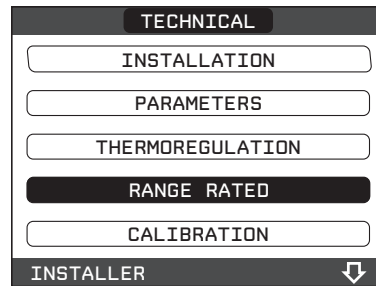 TECHNICAL
INSTALLATION
PARAMETERS
THERMOREGULATION
RANGE RATED
CALIBRATION
INSTALLER